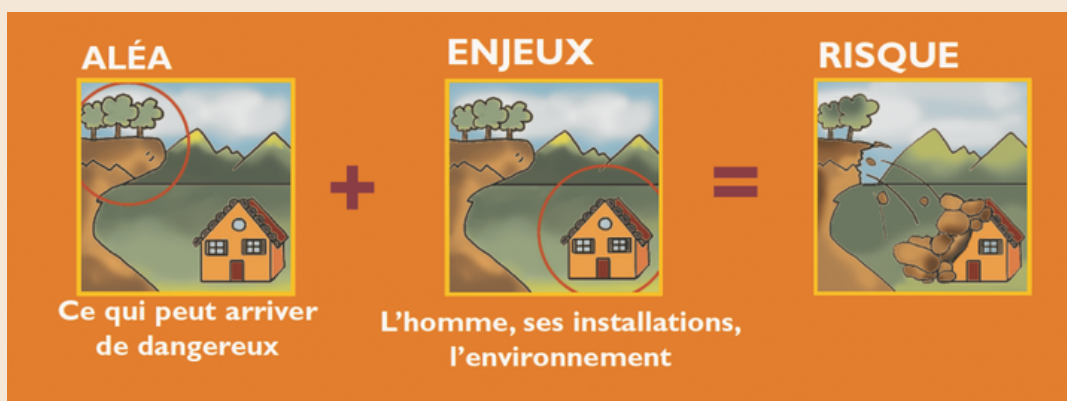 ALÉA
Ce qui peut arriver
de dangereux
+
ENJEUX
L'homme, ses installations,
l'environnement
=
RISQUE